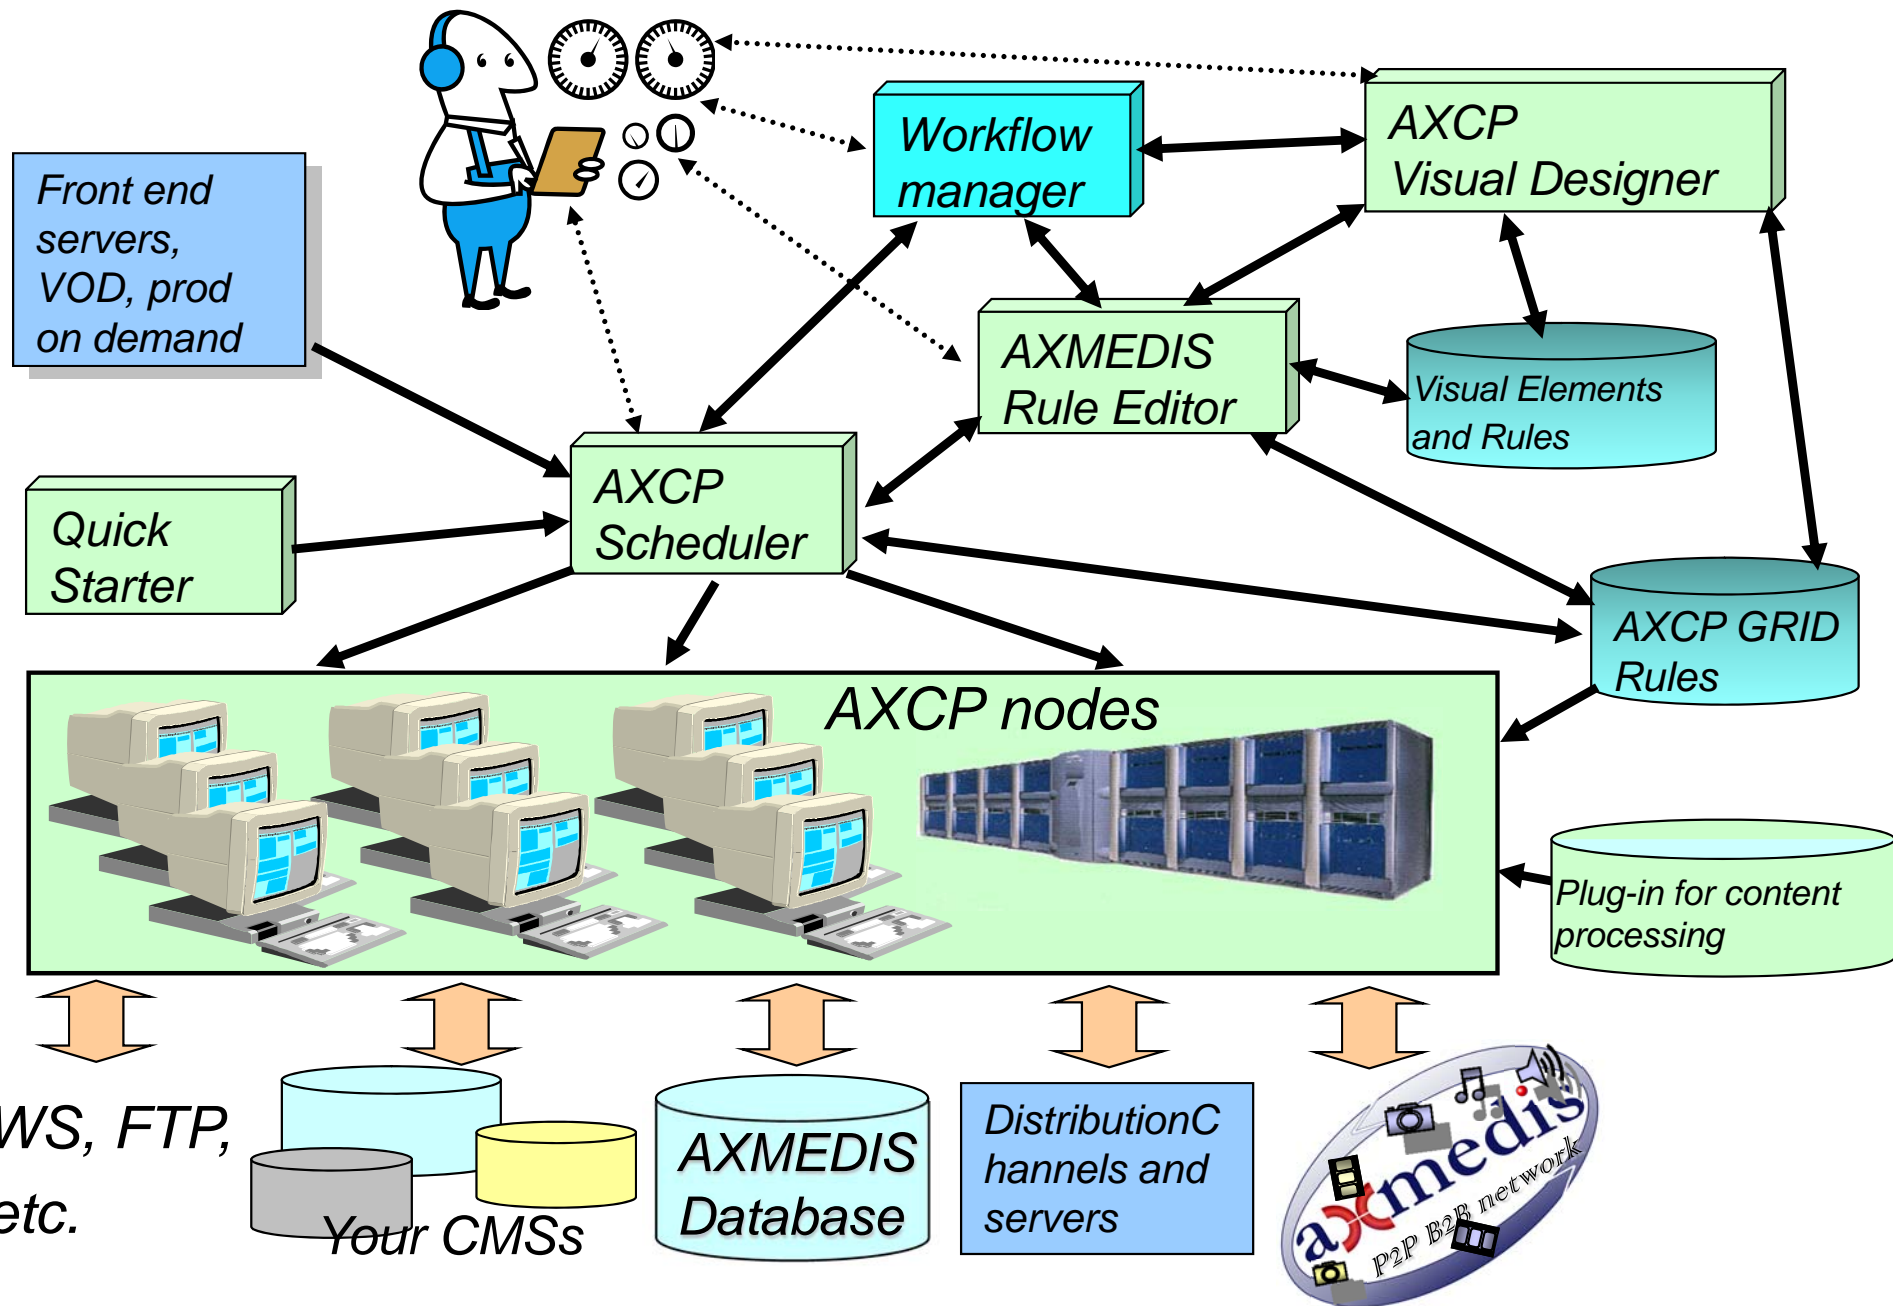 Workflow
manager
AXCP
Visual Designer
Front end
servers,
VOD, prod
on demand
AXMEDIS
Rule Editor
Visual Elements
and Rules
AXCP
Scheduler
Quick
Starter
AXCP GRID
Rules
AXCP nodes
Plug-in for content
processing
WS, FTP,
etc.
Your CMSs
AXMEDIS
Database
DistributionC
hannels and
servers
axmedis
P2P B2B network